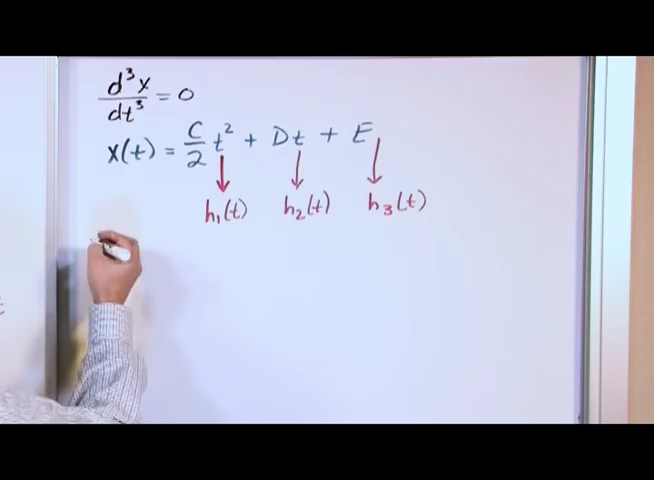 d³x/dt³ = 0
x(t) = C/2 t² + Dt + E
h₁(t) h₂(t) h₃(t)